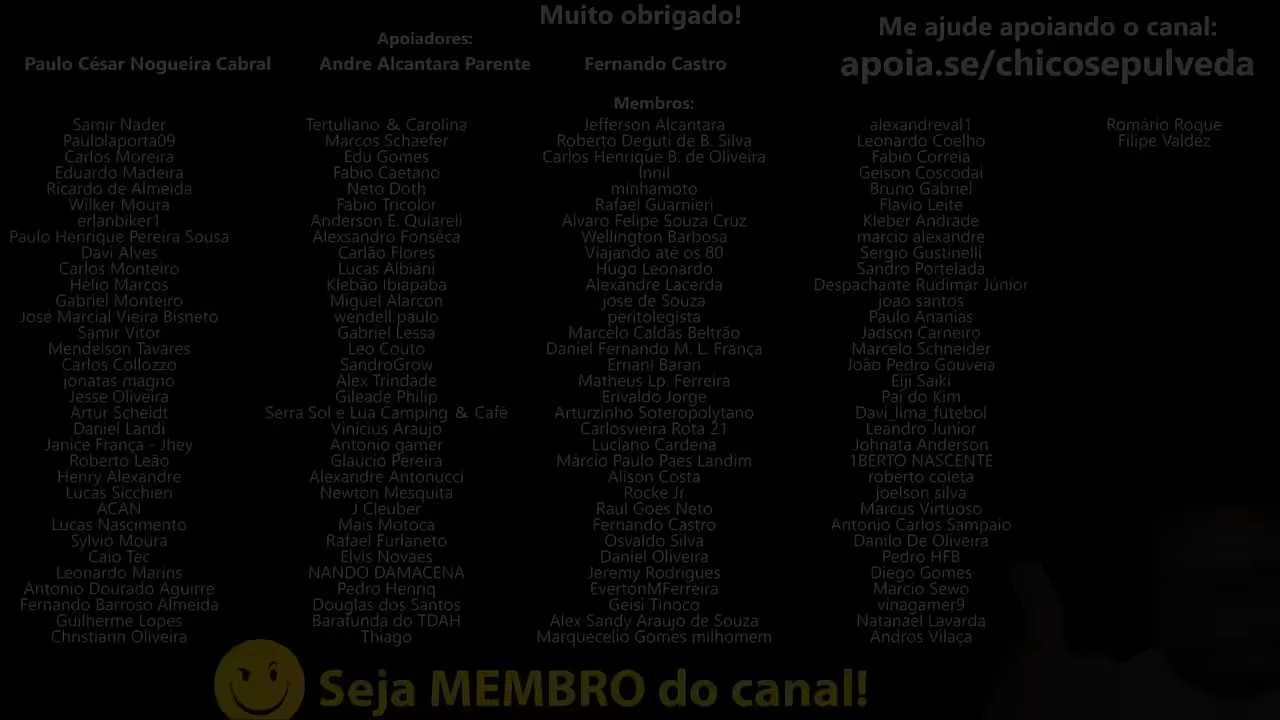 Muito obrigado!
Me ajude apoiando o canal:
apoia.se/chicosepulveda
Apoiadores:
Paulo César Nogueira Cabral
Andre Alcantara Parente
Fernando Castro
Membros:
Samir Nader
Paulolaporta09
Carlos Moreira
Eduardo Madeira
Ricardo de Almeida
Wilker Moura
erlanbiker1
Paulo Henrique Pereira Sousa
Davi Alves
Carlos Monteiro
Helio Marcos
Gabriel Monteiro
José Marcial Vieira Bisneto
Samir Vitor
Mendelson Tavares
Carlos Collozzo
jonatas magno
Jesse Oliveira
Artur Scheidt
Daniel Landi
Janice França - Jhey
Roberto Leão
Henry Alexandre
Lucas Sicchieri
ACAN
Lucas Nascimento
Sylvio Moura
Caio Tec
Leonardo Marins
Antonio Dourado Aguirre
Fernando Barroso Almeida
Guilherme Lopes
Christiann Oliveira
Tertuliano & Carolina
Marcos Schaefer
Edu Gomes
Fabio Caetano
Neto Doth
Fabio Tricolor
Anderson E. Quiareli
Alexsandro Fonsêca
Carlão Flores
Lucas Albiani
Klebão Ibiapaba
Miguel Alarcon
wendell paulo
Gabriel Lessa
Leo Couto
SandroGrow
Alex Trindade
Gileade Philip
Serra Sol e Lua Camping & Café
Vinicius Araujo
Antonio gamer
Glaucio Pereira
Alexandre Antonucci
Newton Mesquita
J Cleuber
Mais Motoca
Rafael Furlaneto
Elvis Novaes
NANDO DAMACENA
Pedro Henrq
Douglas dos Santos
Barafunda do TDAH
Thiago
Jefferson Alcantara
Roberto Deguti de B. Silva
Carlos Henrique B. de Oliveira
Innil
minhamoto
Rafael Guarnieri
Alvaro Felipe Souza Cruz
Wellington Barbosa
Viajando até os 80
Hugo Leonardo
Alexandre Lacerda
jose de Souza
peritolegista
Marcelo Caldas Beltrão
Daniel Fernando M. L. França
Ernani Baran
Matheus Lp. Ferreira
Erivaldo Jorge
Arturzinho Soteropolytano
Carlosvieira Rota 21
Luciano Cardena
Márcio Paulo Paes Landim
Alison Costa
Rocke Jr
Raul Goes Neto
Fernando Castro
Osvaldo Silva
Daniel Oliveira
Jeremy Rodrigues
EvertonMFerreira
Geisi Tinoco
Alex Sandy Araujo de Souza
Marquecelio Gomes milhomem
alexandreval1
Leonardo Coelho
Fabio Correia
Geison Coscodai
Bruno Gabriel
Flavio Leite
Kleber Andrade
marcio alexandre
Sergio Gustinelli
Sandro Portelada
Despachante Rudimar Júnior
joao santos
Paulo Ananias
Jadson Carneiro
Marcelo Schneider
João Pedro Gouveia
Eiji Saiki
Pai do Kim
Davi_lima_futebol
Leandro Junior
Johnata Anderson
1BERTO NASCENTE
roberto coleta
joelson silva
Marcus Virtuoso
Antonio Carlos Sampaio
Danilo De Oliveira
Pedro HFB
Diego Gomes
Marcio Sewo
vinagamer9
Natanael Lavarda
Andros Vilaça
Romário Roque
Filipe Valdez
Seja MEMBRO do canal!